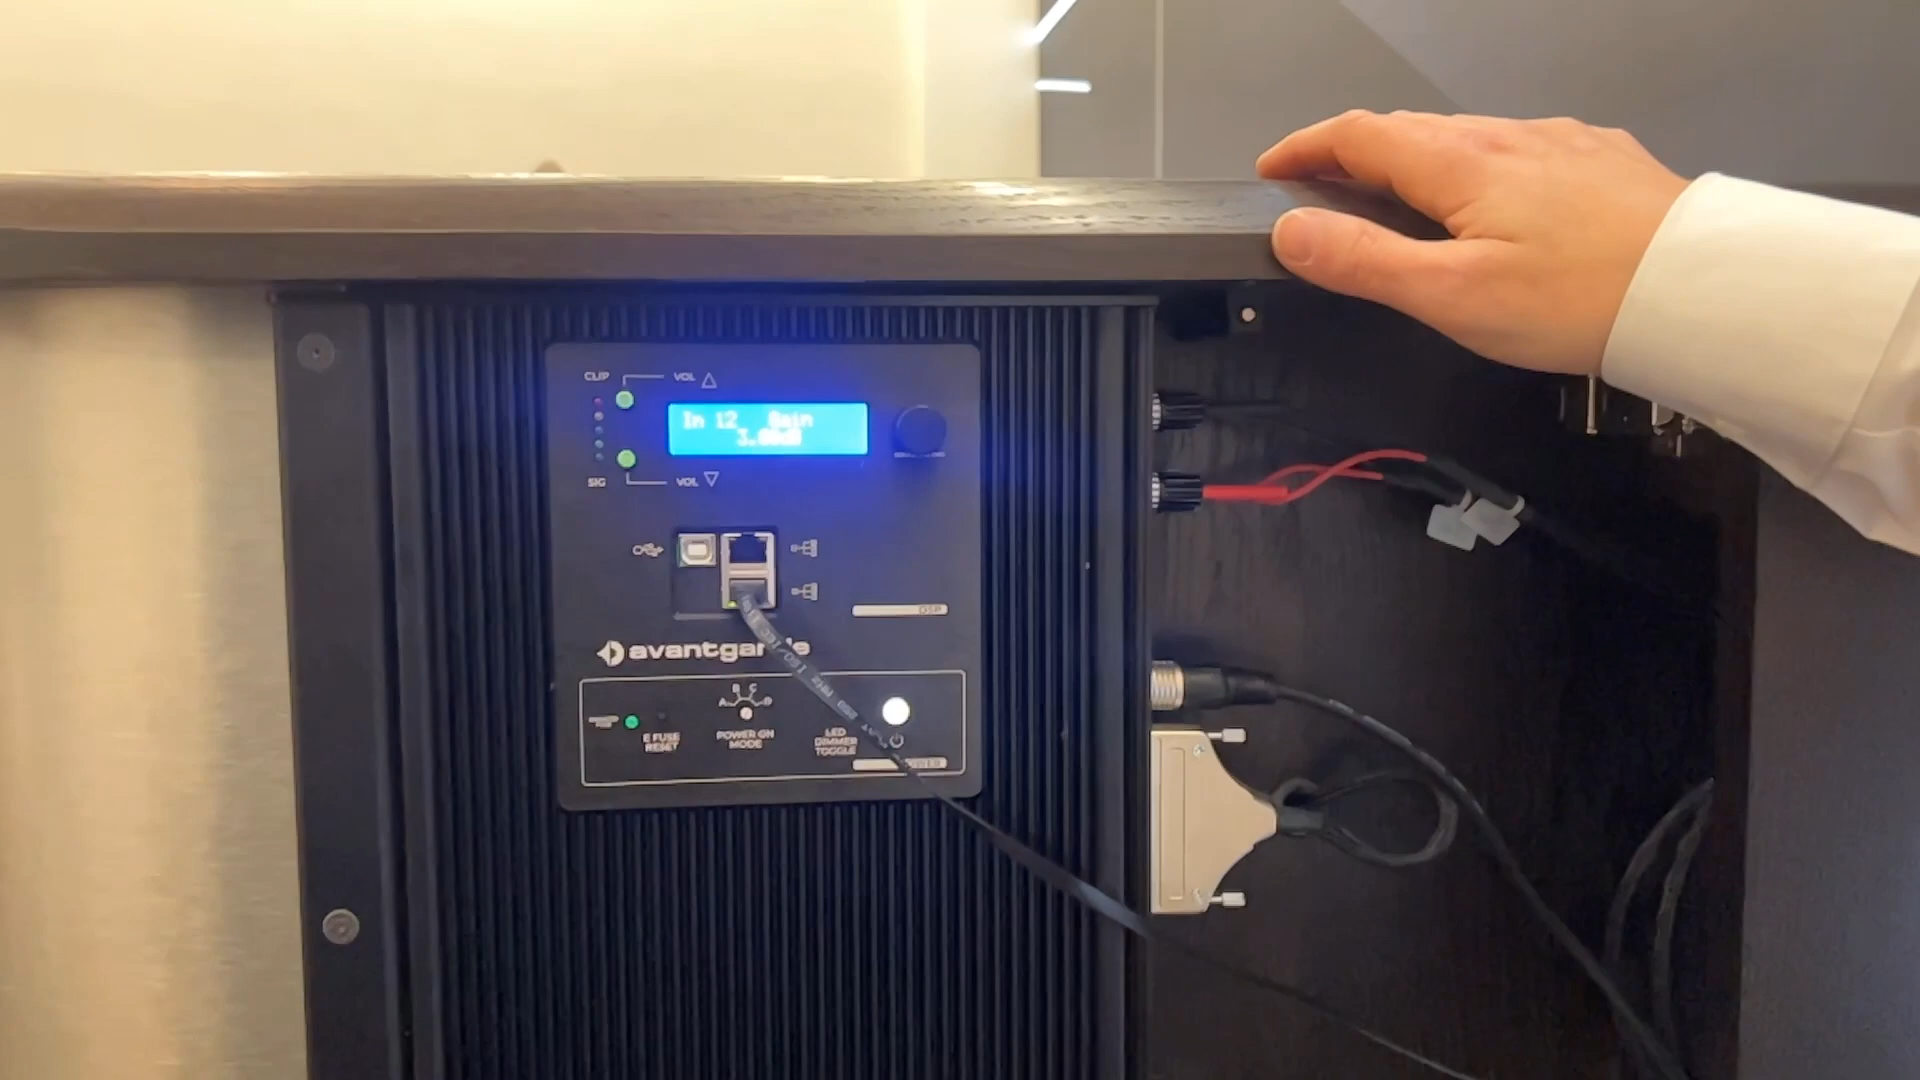 CLIP
VOL
In 12 Gain
SIG
VOL
DSP
avantgar
A B C D
E FUSE
RESET
POWER ON
MODE
LED
DIMMER
TOGGLE